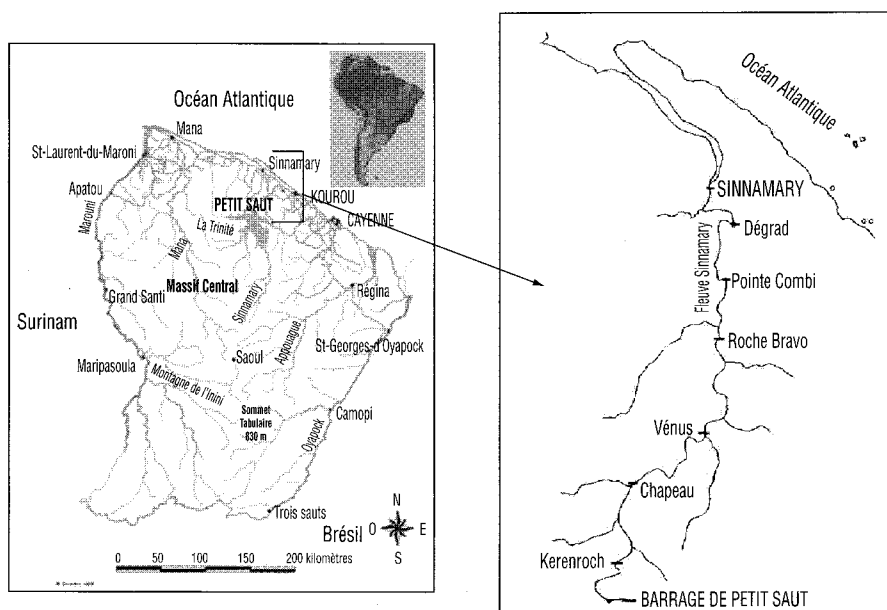 Océan Atlantique
Mana
St-Laurent-du-Maroni
Sinnamary
Apatou
KOUROU
PETIT SAUT
CAYENNE
Marouni
La Trinité
Mana
Massif Central
Grand Santi
Sinnamary
Régina
Surinam
Approuague
St-Georges-d'Oyapock
Saoul
Maripasoula
Montagne de l'Inini
Sommet
Tabulaire
830 m
Camopi
Oyapock
Trois sauts
Brésil
N
O
E
S
0 50 100 150 200 kilomètres
Océan Atlantique
SINNAMARY
Dégrad
Fleuve Sinnamary
Pointe Combi
Roche Bravo
Vénus
Chapeau
Kerenroch
BARRAGE DE PETIT SAUT